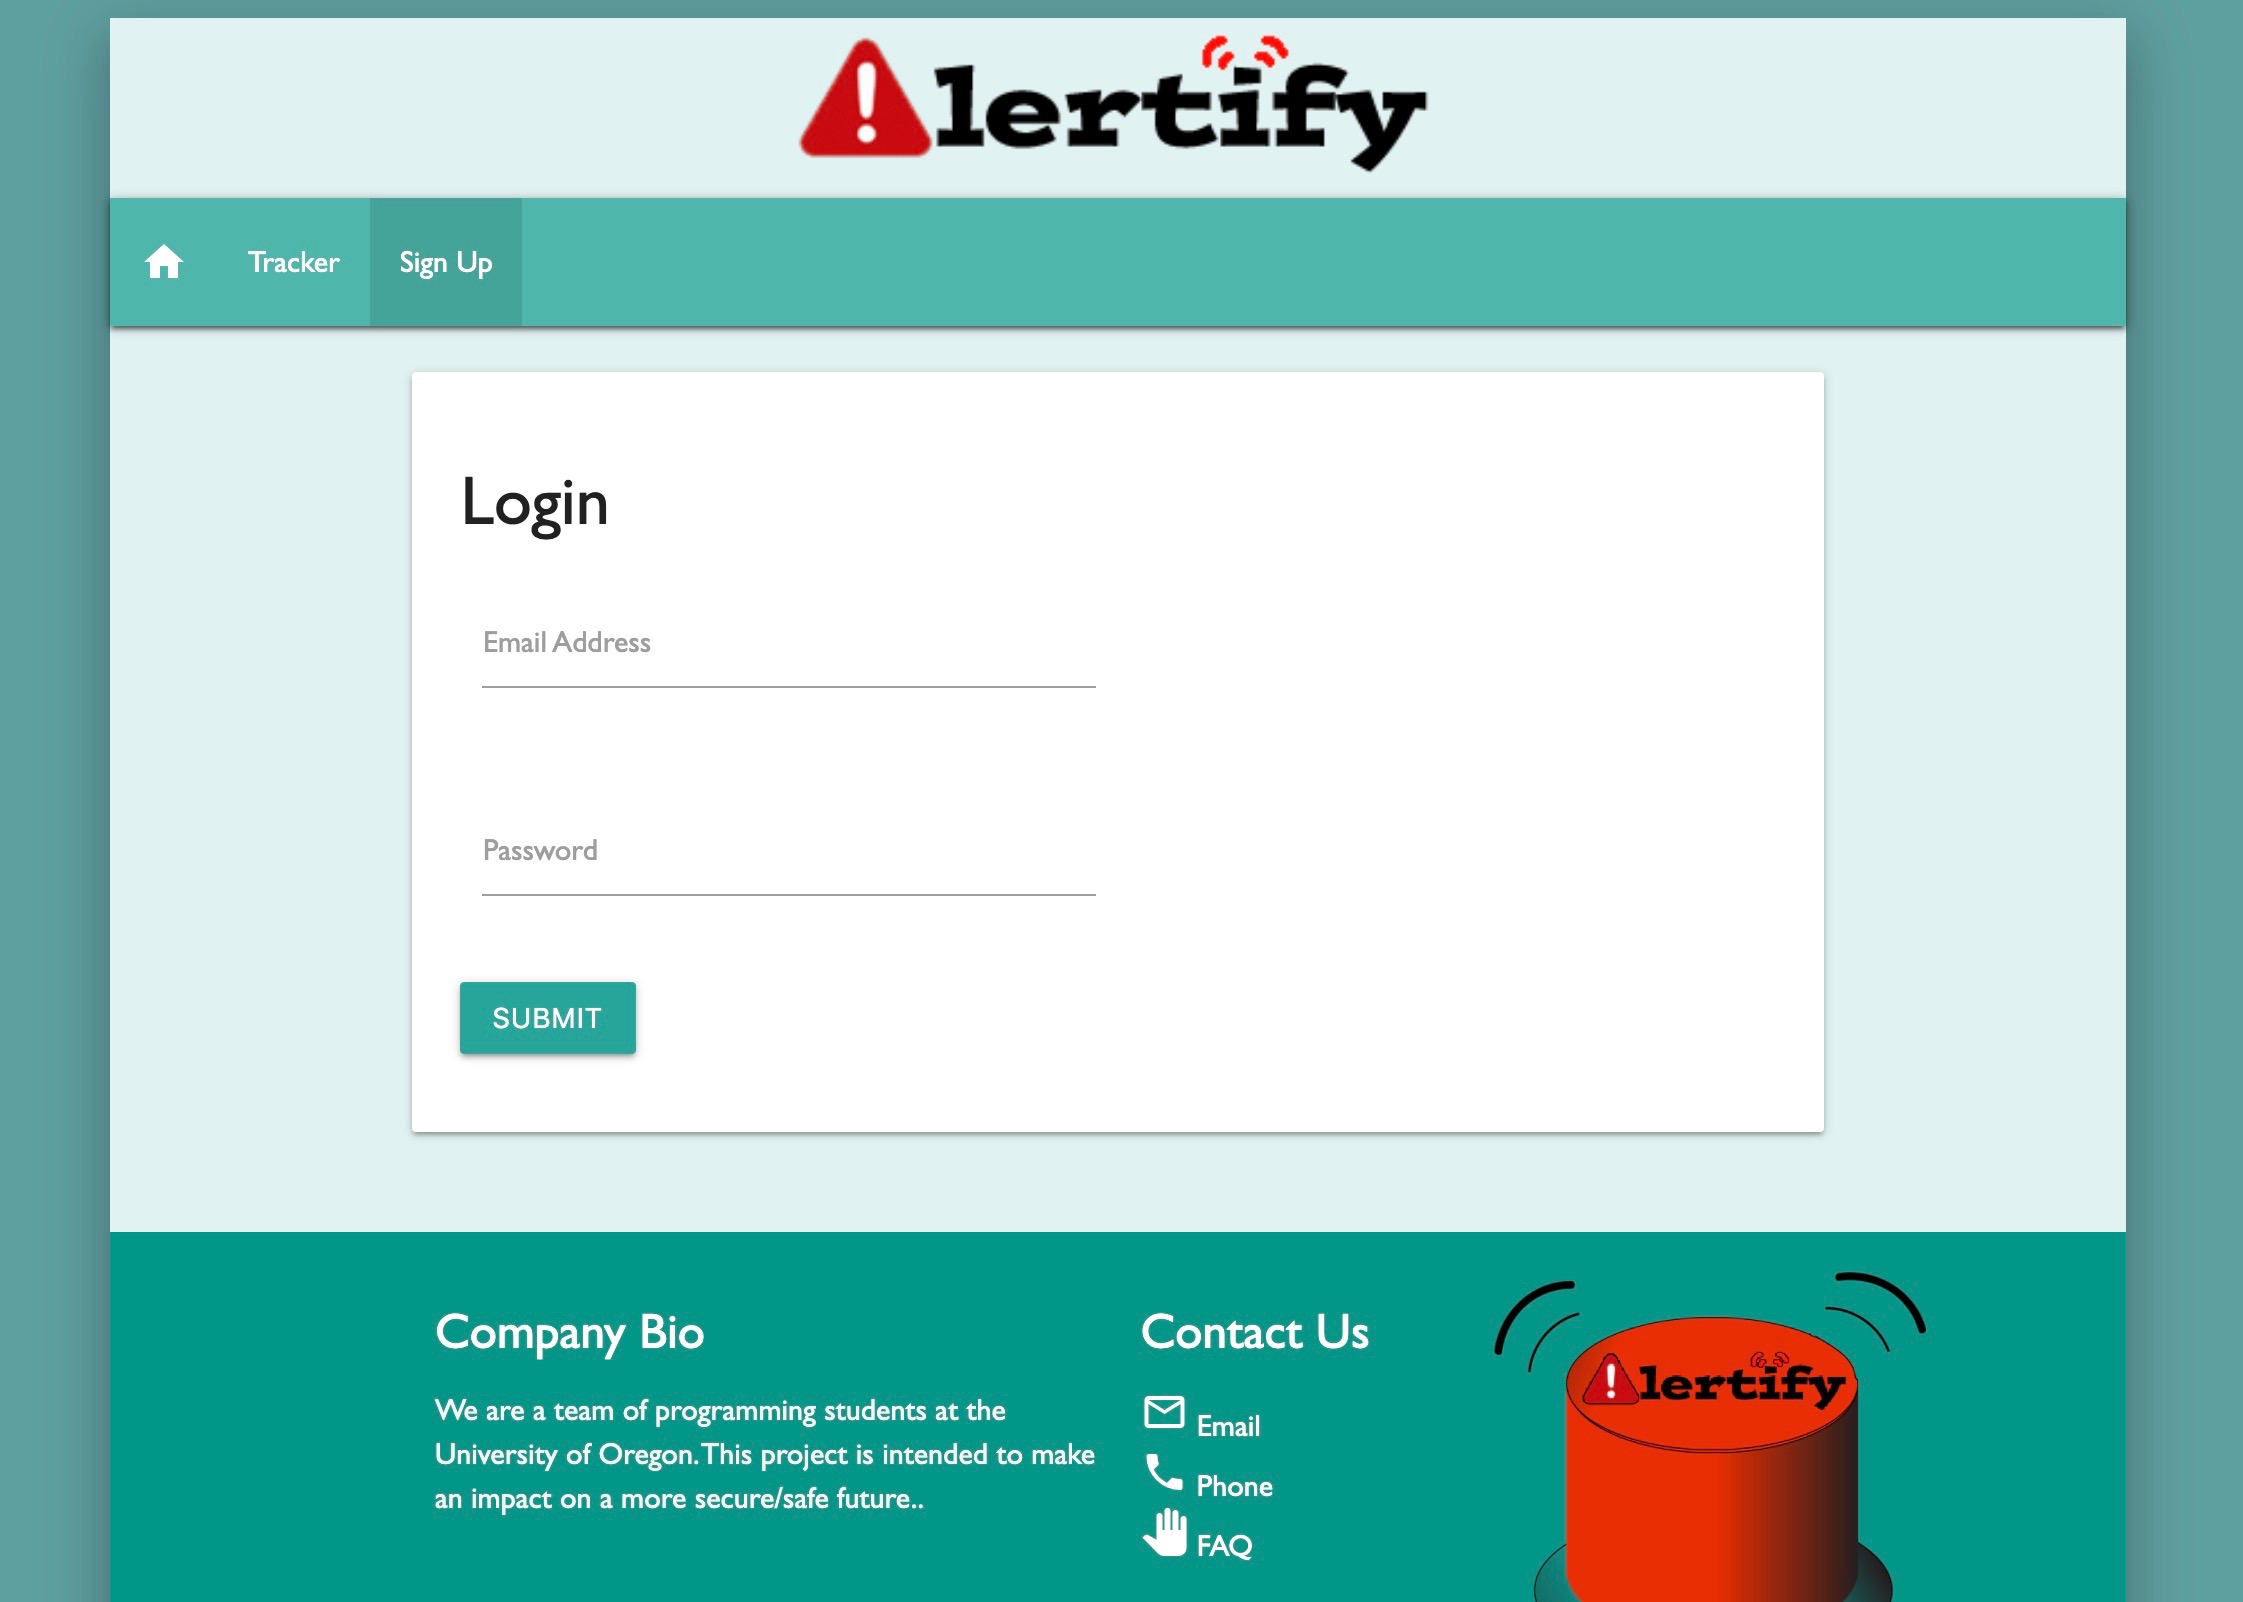 lertify
Tracker
Sign Up
Login
Email Address
Password
SUBMIT
Company Bio
We are a team of programming students at the
University of Oregon. This project is intended to make
an impact on a more secure/safe future..
Contact Us
Email
Phone
FAQ
lertify